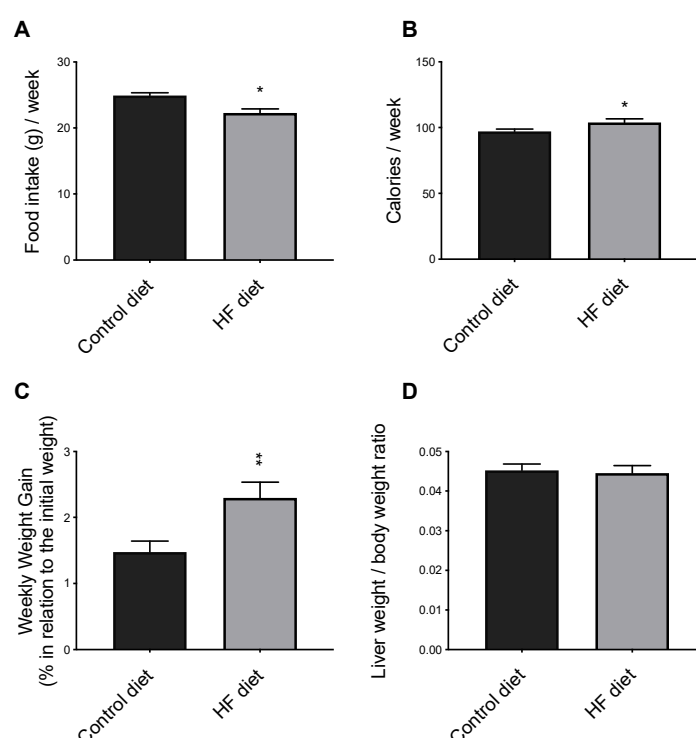 A
Food intake (g) / week
30
20
10
0
*
Control diet
HF diet
B
Calories / week
150
100
50
0
*
Control diet
HF diet
C
Weekly Weight Gain
(% in relation to the initial weight)
3
2
1
0
**
Control diet
HF diet
D
Liver weight / body weight ratio
0.05
0.04
0.03
0.02
0.01
0.00
Control diet
HF diet